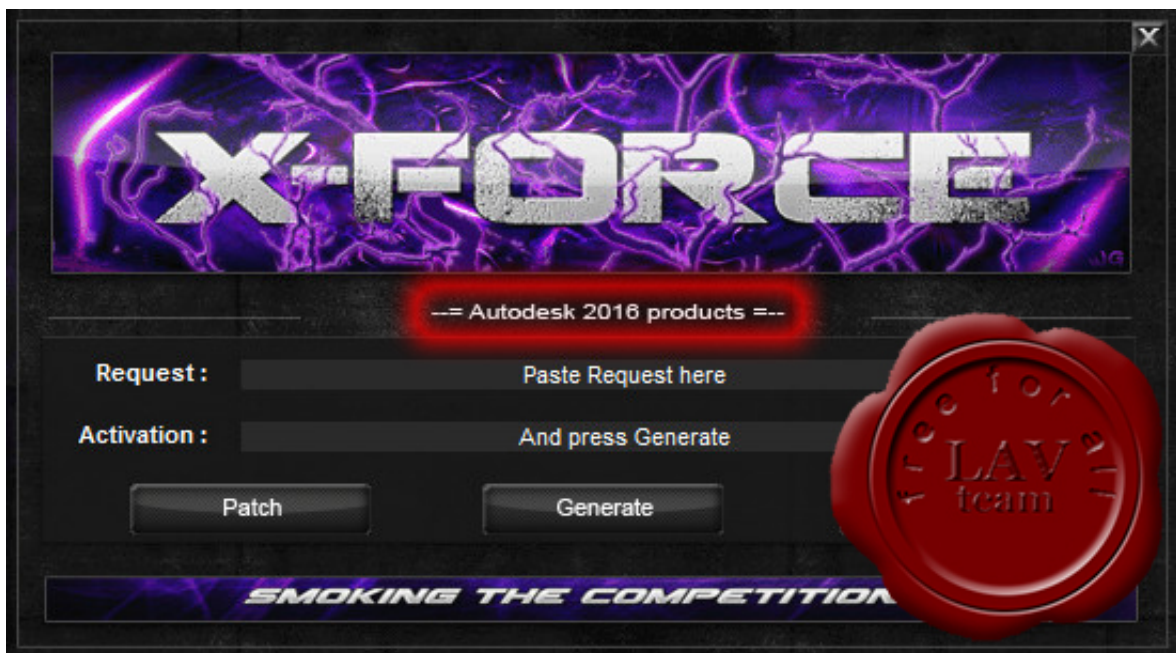 X
X-FORCE
JG
--= Autodesk 2016 products =--
Request :
Paste Request here
Activation :
And press Generate
Patch
Generate
free for all
LAV
team
SMOKING THE COMPETITION